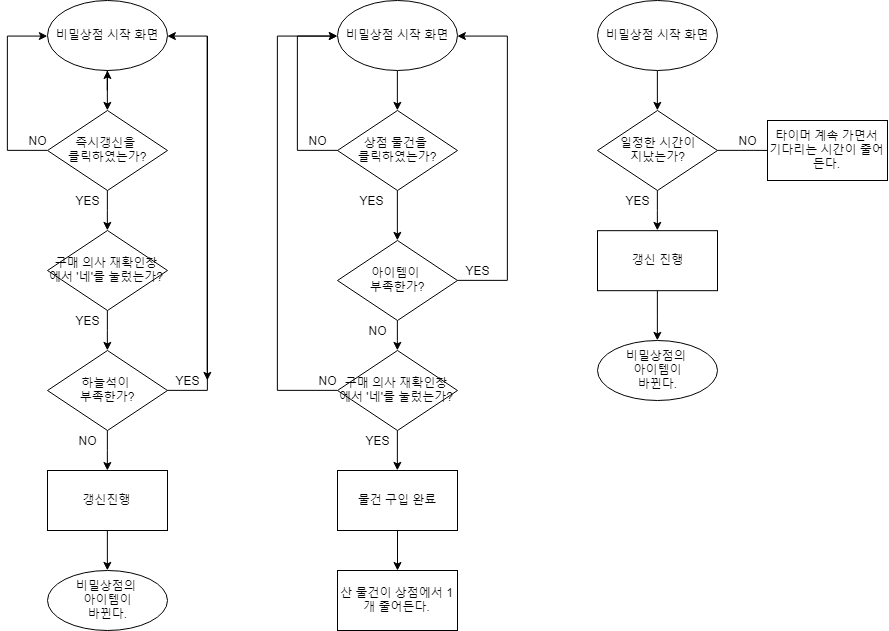 비밀상점 시작 화면
NO
즉시갱신을
클릭하였는가?
YES
구매 의사 재확인창
에서 '네'를 눌렀는가?
YES
하늘석이
부족한가?
YES
NO
갱신진행
비밀상점의
아이템이
바뀐다.
비밀상점 시작 화면
NO
상점 물건을
클릭하였는가?
YES
아이템이
부족한가?
YES
NO
NO
구매 의사 재확인창
에서 '네'를 눌렀는가?
YES
물건 구입 완료
산 물건이 상점에서 1
개 줄어든다.
비밀상점 시작 화면
일정한 시간이
지났는가?
NO
타이머 계속 가면서
기다리는 시간이 줄어
든다.
YES
갱신 진행
비밀상점의
아이템이
바뀐다.